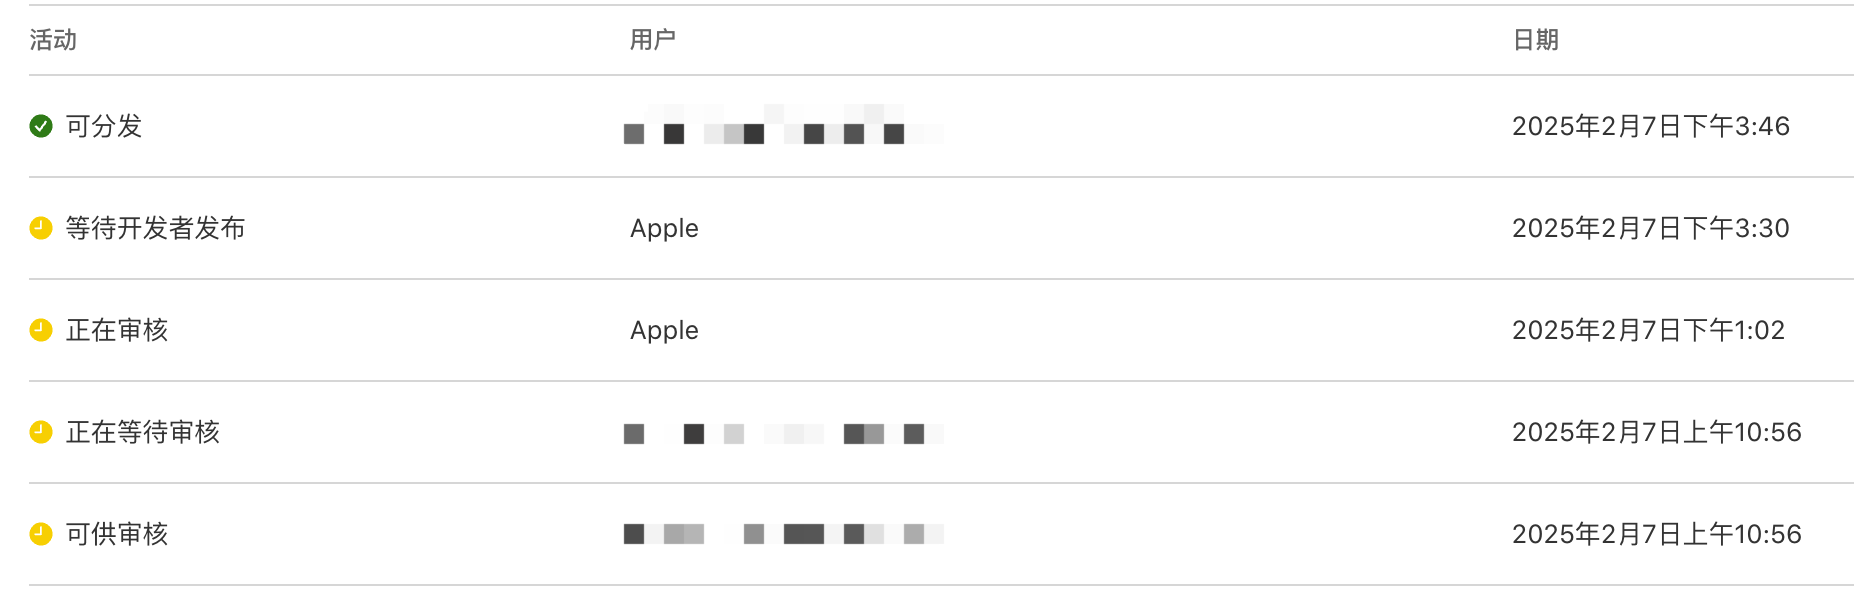 活动 用户 日期
可分发 2025年2月7日下午3:46
等待开发者发布 Apple 2025年2月7日下午3:30
正在审核 Apple 2025年2月7日下午1:02
正在等待审核 2025年2月7日上午10:56
可供审核 2025年2月7日上午10:56